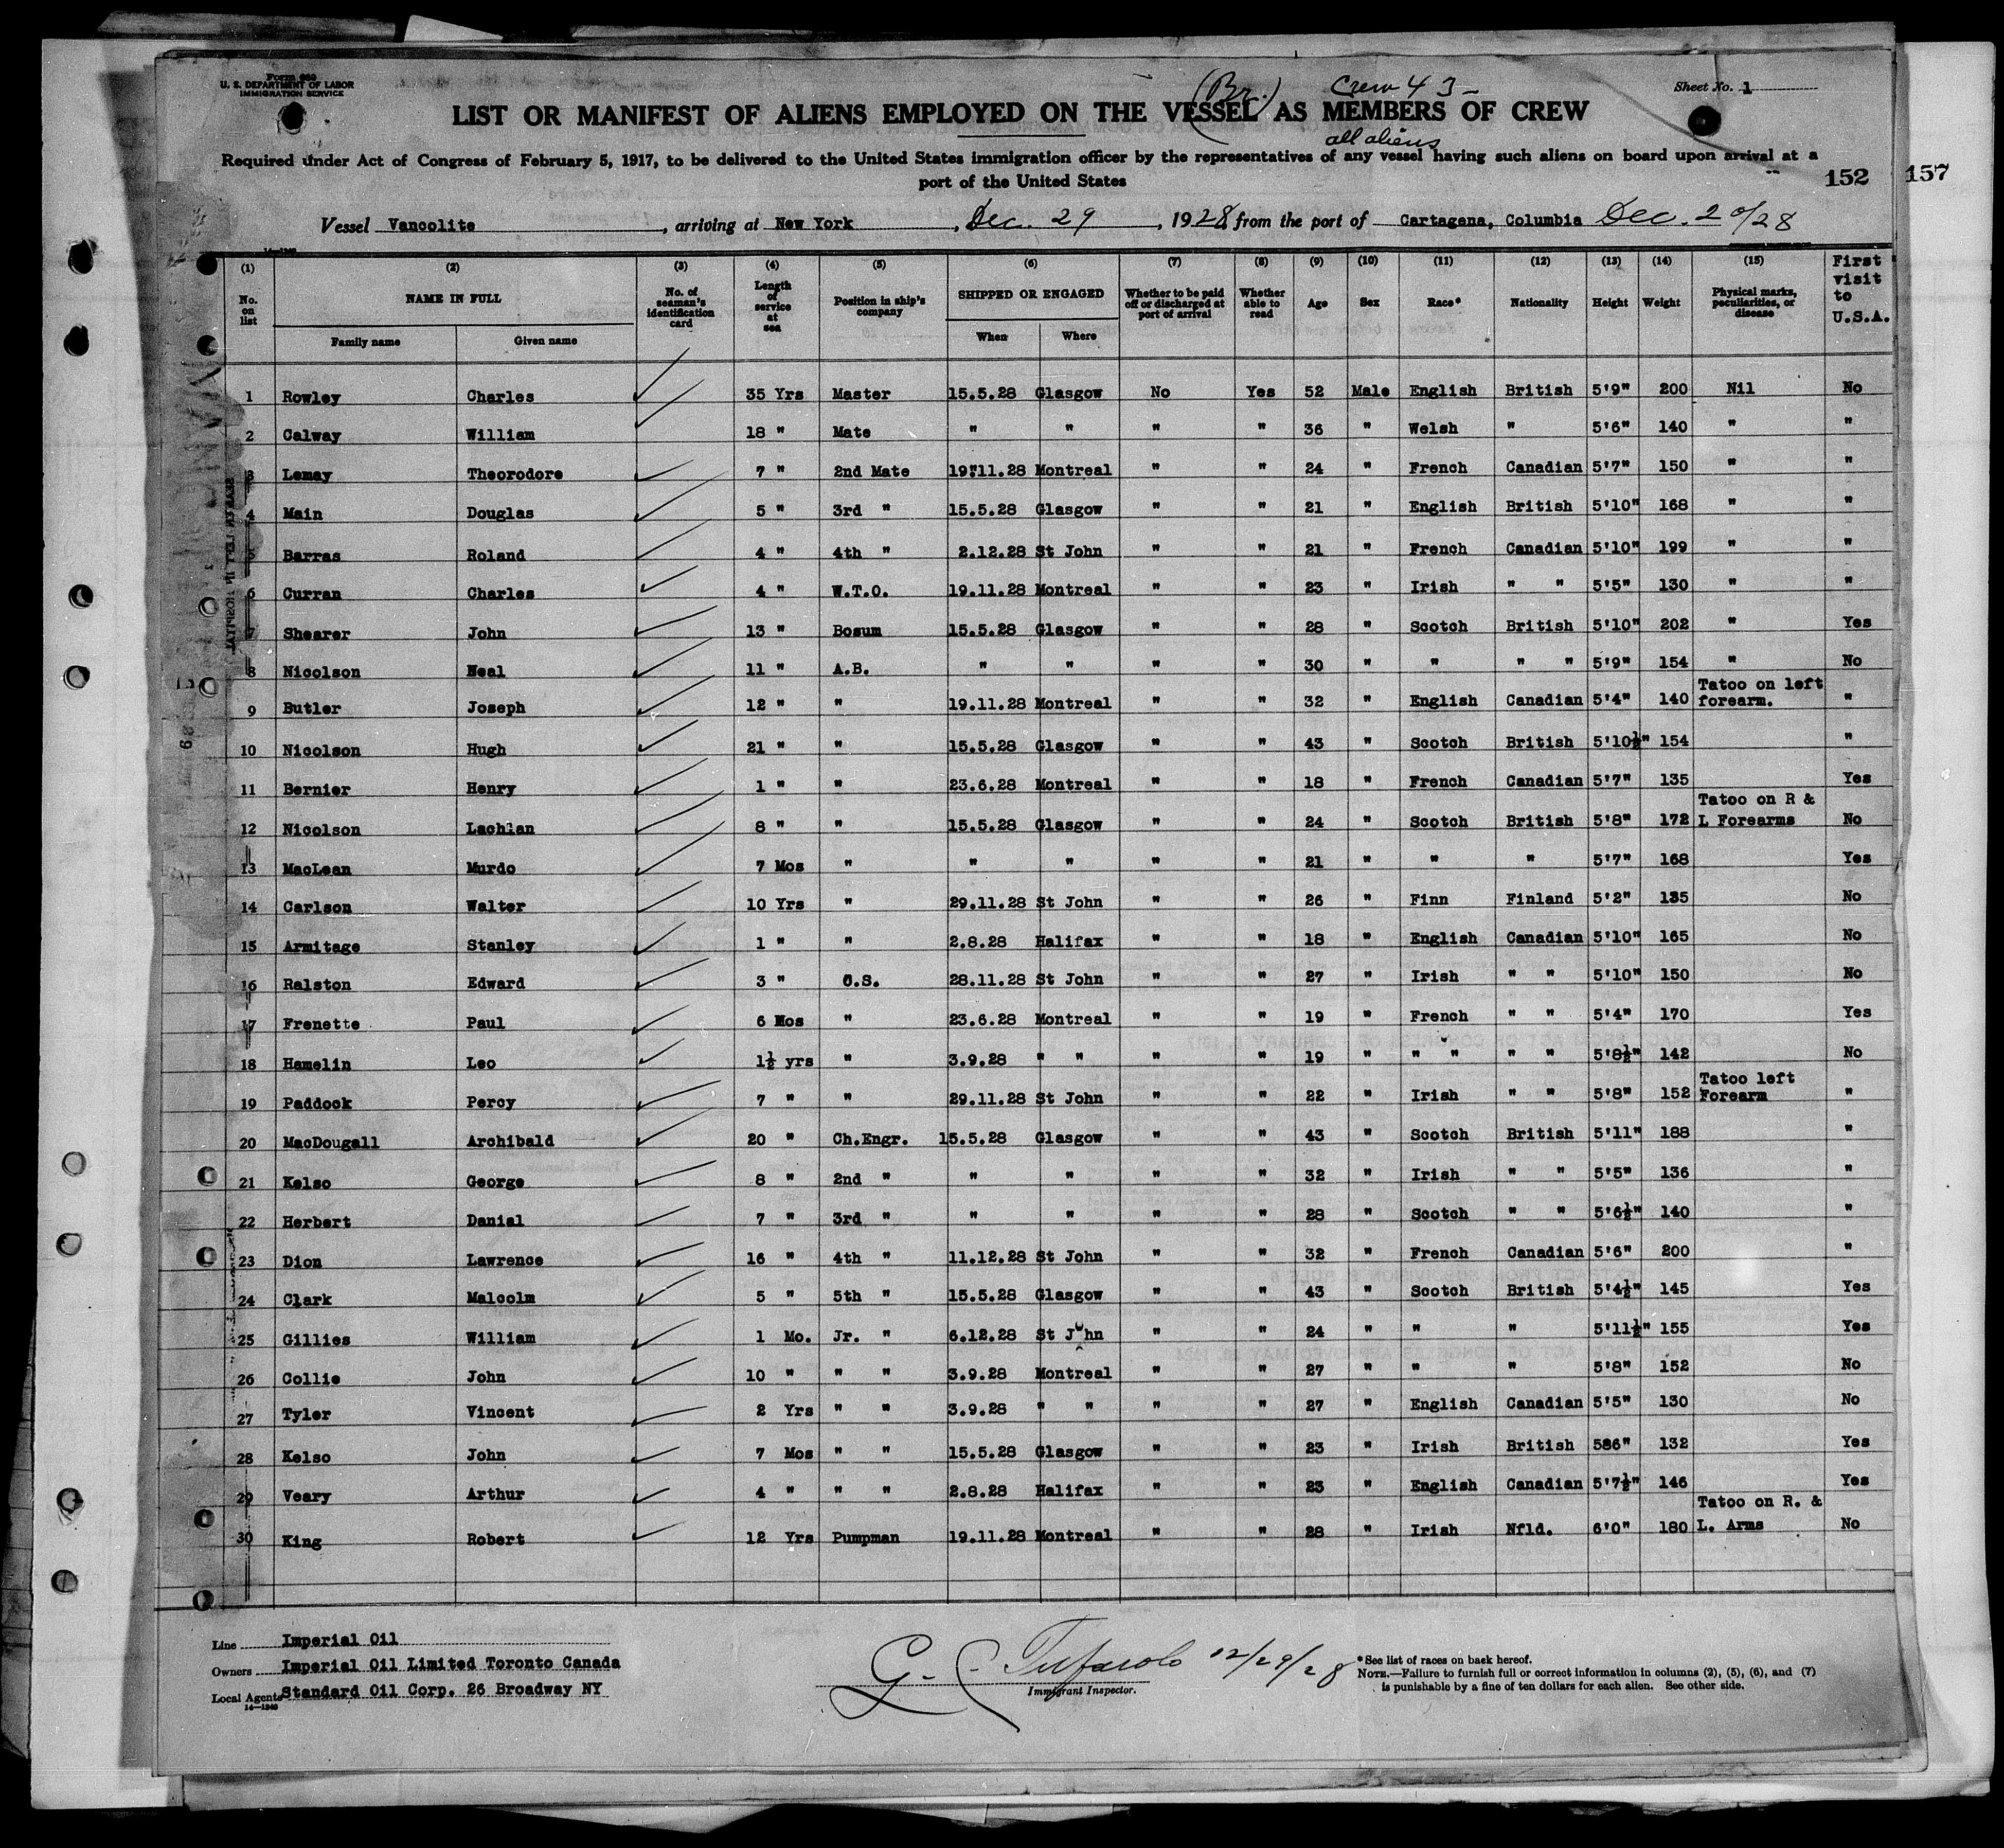 Form 680
U. S. DEPARTMENT OF LABOR
IMMIGRATION SERVICE
(Br.) Crew 43 -
Sheet No. 1
LIST OR MANIFEST OF ALIENS EMPLOYED ON THE VESSEL AS MEMBERS OF CREW
all aliens
Required under Act of Congress of February 5, 1917, to be delivered to the United States immigration officer by the representatives of any vessel having such aliens on board upon arrival at a
port of the United States
152 157
Vessel Vancolite, arriving at New York, Dec. 29, 1928, from the port of Cartagena, Columbia Dec. 20/28
14-1240
(1) (2) (3) (4) (5) (6) (7) (8) (9) (10) (11) (12) (13) (14) (15) First visit to U.S.A.
No. on list NAME IN FULL No. of seaman's identification card Length of service at sea Position in ship's company SHIPPED OR ENGAGED Whether to be paid off or discharged at port of arrival Whether able to read Age Sex Race* Nationality Height Weight Physical marks, peculiarities, or disease
Family name Given name When Where
1 Rowley Charles 35 Yrs Master 15.5.28 Glasgow No Yes 52 Male English British 5'9" 200 Nil No
2 Calway William 18 " Mate " " " " 36 " Welsh " 5'6" 140 " "
3 Lemay Theorodore 7 " 2nd Mate 19.11.28 Montreal " " 24 " French Canadian 5'7" 150 " "
4 Main Douglas 5 " 3rd " 15.5.28 Glasgow " " 21 " English British 5'10" 168 " "
5 Barras Roland 4 " 4th " 2.12.28 St John " " 21 " French Canadian 5'10" 199 " "
6 Curran Charles 4 " W.T.O. 19.11.28 Montreal " " 23 " Irish " " 5'5" 130 " "
7 Shearer John 13 " Bosum 15.5.28 Glasgow " " 28 " Scotch British 5'10" 202 " Yes
8 Nicolson Neal 11 " A.B. " " " " 30 " " " " 5'9" 154 " No
9 Butler Joseph 12 " " 19.11.28 Montreal " " 32 " English Canadian 5'4" 140 Tatoo on left forearm. "
10 Nicolson Hugh 21 " " 15.5.28 Glasgow " " 43 " Scotch British 5'10½" 154 "
11 Bernier Henry 1 " " 23.6.28 Montreal " " 18 " French Canadian 5'7" 135 Yes
12 Nicolson Lachlan 8 " " 15.5.28 Glasgow " " 24 " Scotch British 5'8" 172 Tatoo on R & L Forearms No
13 MacLean Murdo 7 Mos " " " " " 21 " " " 5'7" 168 Yes
14 Carlson Walter 10 Yrs " 29.11.28 St John " " 26 " Finn Finland 5'2" 135 No
15 Armitage Stanley 1 " " 2.8.28 Halifax " " 18 " English Canadian 5'10" 165 No
16 Ralston Edward 3 " O.S. 28.11.28 St John " " 27 " Irish " " 5'10" 150 No
17 Frenette Paul 6 Mos " 23.6.28 Montreal " " 19 " French " " 5'4" 170 Yes
18 Hamelin Leo 1½ yrs " 3.9.28 " " " " 19 " " " " " 5'8½" 142 No
19 Paddock Percy 7 " " 29.11.28 St John " " 22 " Irish " " 5'8" 152 Tatoo left Forearm "
20 MacDougall Archibald 20 " Ch.Engr. 15.5.28 Glasgow " " 43 " Scotch British 5'11" 188 "
21 Kelso George 8 " 2nd " " " " " 32 " Irish " " 5'5" 136 "
22 Herbert Danial 7 " 3rd " " " " " 28 " Scotch " " 5'6½" 140 "
23 Dion Lawrence 16 " 4th " 11.12.28 St John " " 32 " French Canadian 5'6" 200 "
24 Clark Malcolm 5 " 5th " 15.5.28 Glasgow " " 43 " Scotch British 5'4½" 145 Yes
25 Gillies William 1 Mo. Jr. " 6.12.28 St John " " 24 " " " 5'11½" 155 Yes
26 Collie John 10 " " " 3.9.28 Montreal " " 27 " " " 5'8" 152 No
27 Tyler Vincent 2 Yrs " " 3.9.28 " " " " 27 " English Canadian 5'5" 130 No
28 Kelso John 7 Mos " " 15.5.28 Glasgow " " 23 " Irish British 586" 132 Yes
29 Veary Arthur 4 " " " 2.8.28 Halifax " " 23 " English Canadian 5'7½" 146 Yes
30 King Robert 12 Yrs Pumpman 19.11.28 Montreal " " 28 " Irish Nfld. 6'0" 180 Tatoo on R. & L. Arms No
Line Imperial Oil
Owners Imperial Oil Limited Toronto Canada
Local Agents Standard Oil Corp. 26 Broadway NY
14-1240
12/29/28
Immigrant Inspector.
*See list of races on back hereof.
NOTE.—Failure to furnish full or correct information in columns (2), (5), (6), and (7)
is punishable by a fine of ten dollars for each alien. See other side.